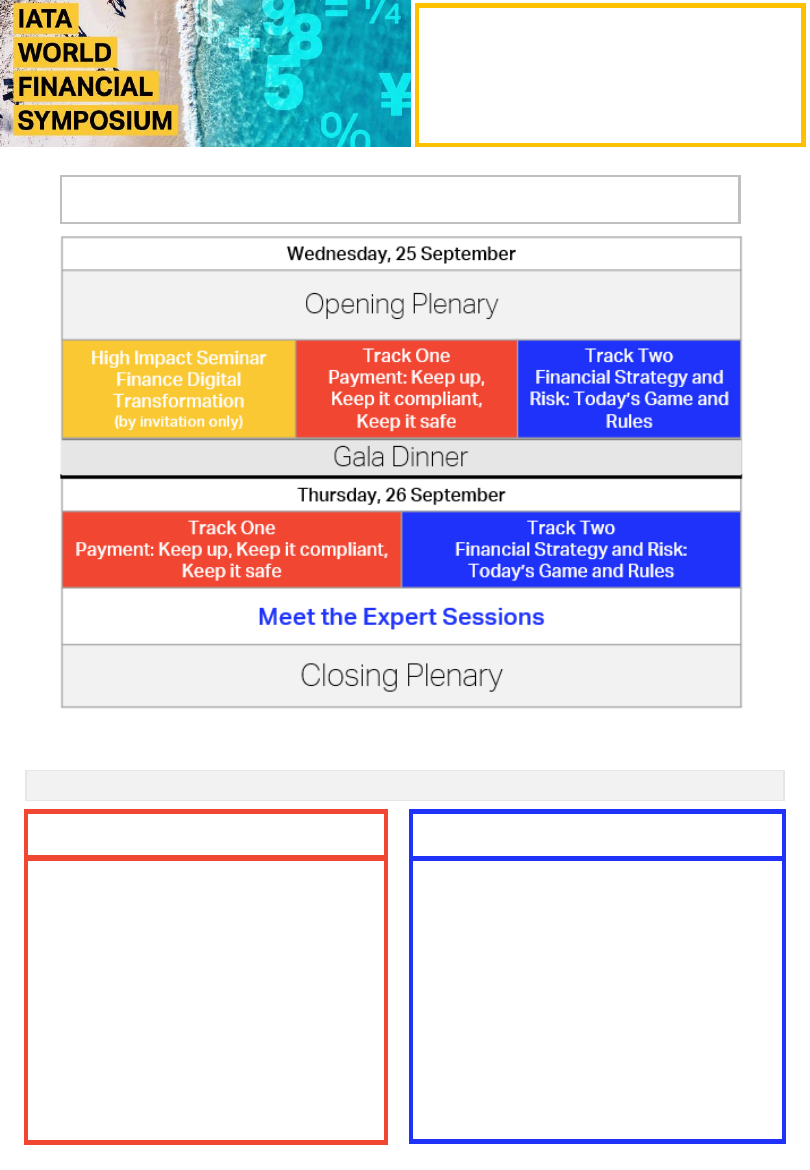 IATA
WORLD
FINANCIAL
SYMPOSIUM
$ 9 8 = ¼
+ 5 ¥
%
Wednesday, 25 September
Opening Plenary
High Impact Seminar
Finance Digital
Transformation
(by invitation only)
Track One
Payment: Keep up,
Keep it compliant,
Keep it safe
Track Two
Financial Strategy and
Risk: Today's Game and
Rules
Gala Dinner
Thursday, 26 September
Track One
Payment: Keep up, Keep it compliant,
Keep it safe
Track Two
Financial Strategy and Risk:
Today's Game and Rules
Meet the Expert Sessions
Closing Plenary